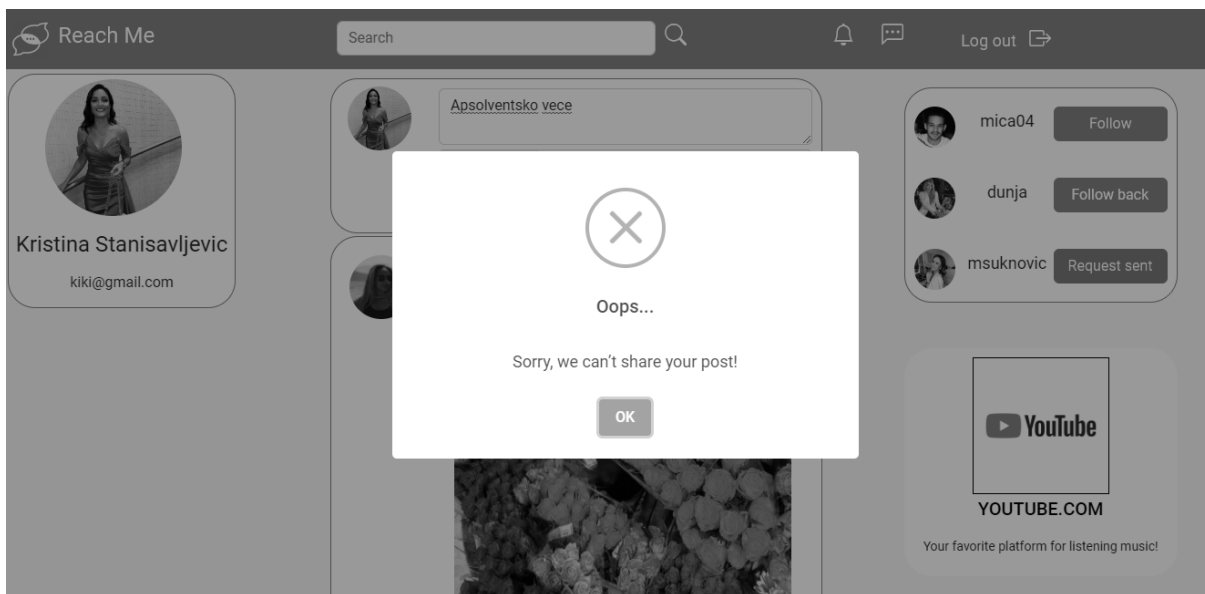 Reach Me
Search
Log out
Kristina Stanisavljevic
kiki@gmail.com
Apsolventsko vece
Oops...
Sorry, we can't share your post!
OK
mica04
Follow
dunja
Follow back
msuknovic
Request sent
YouTube
YOUTUBE.COM
Your favorite platform for listening music!